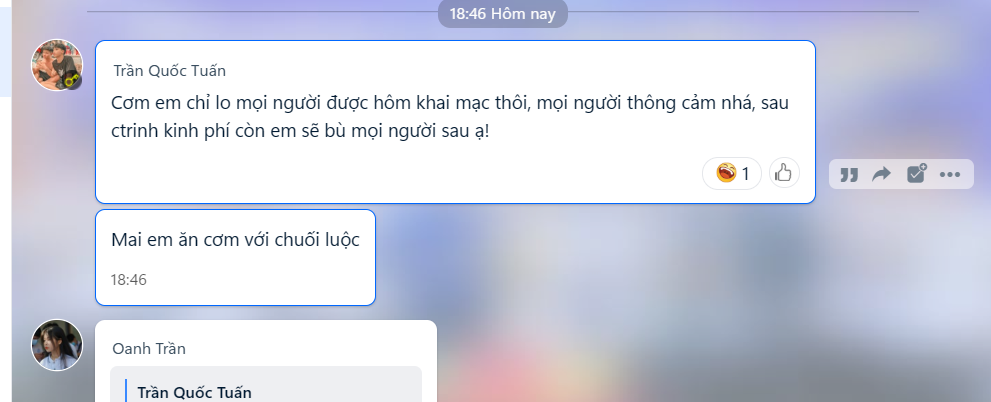 18:46 Hôm nay
Trần Quốc Tuấn
Cơm em chỉ lo mọi người được hôm khai mạc thôi, mọi người thông cảm nhá, sau
ctrinh kinh phí còn em sẽ bù mọi người sau ạ!
1
Mai em ăn cơm với chuối luộc
18:46
Oanh Trần
Trần Quốc Tuấn